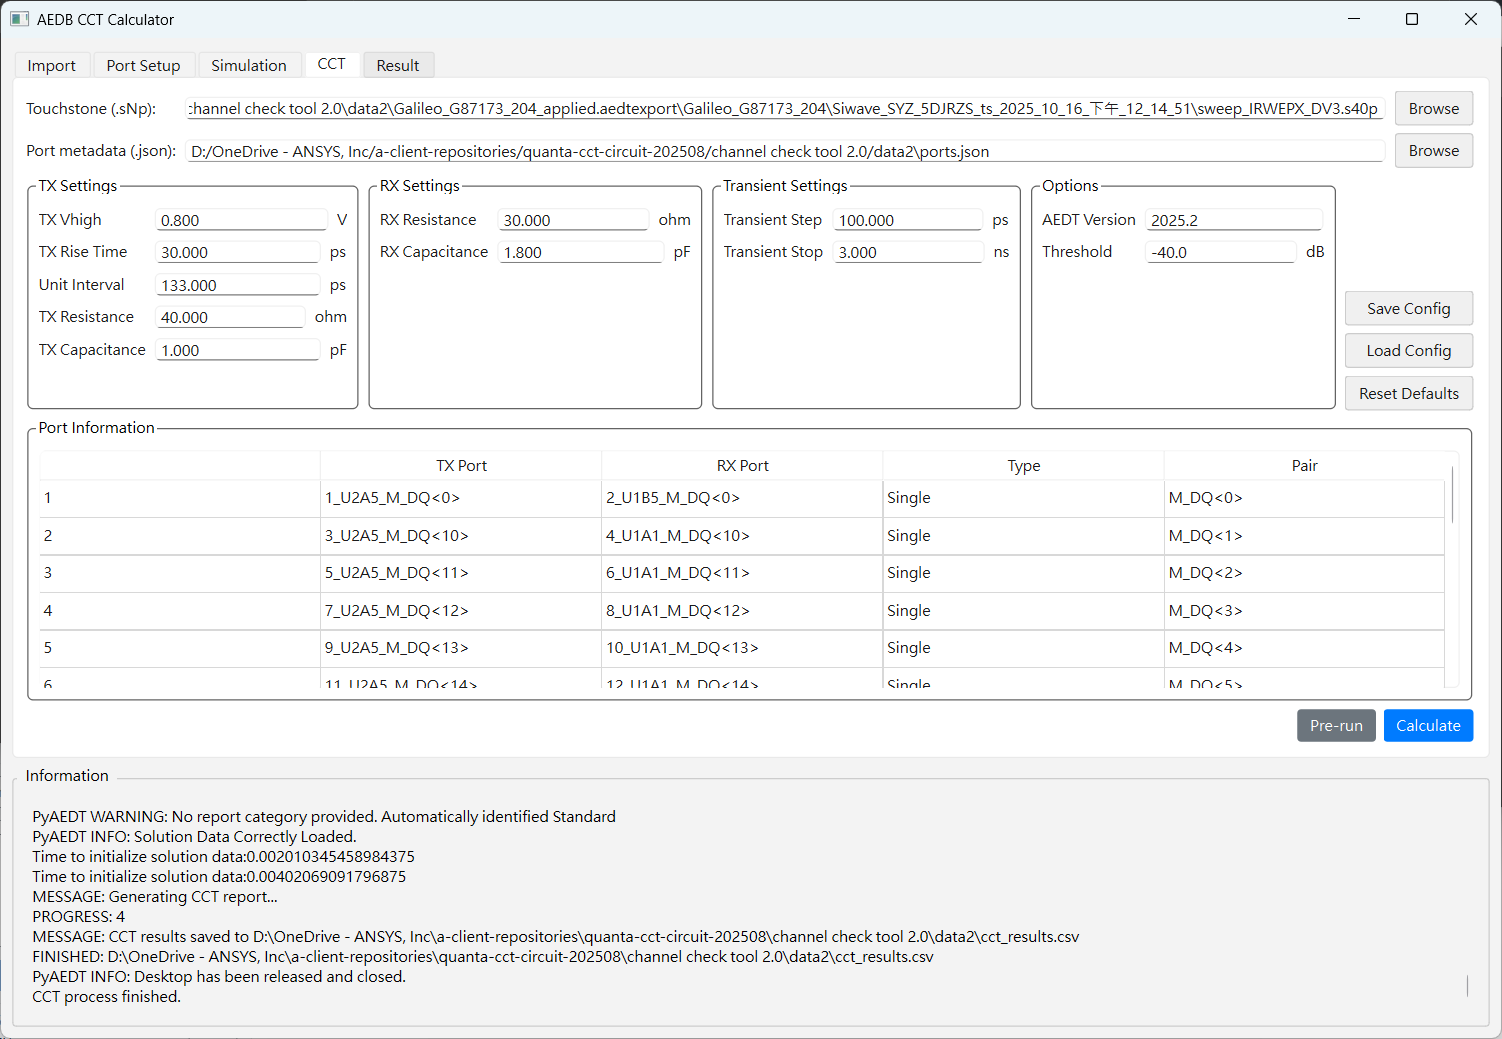 AEDB CCT Calculator
Import Port Setup Simulation CCT Result
Touchstone (.sNp): channel check tool 2.0\data2\Galileo_G87173_204_applied.aedtexport\Galileo_G87173_204\Siwave_SYZ_5DJRZS_ts_2025_10_16_下午_12_14_51\sweep_IRWEPX_DV3.s40p Browse
Port metadata (.json): D:/OneDrive - ANSYS, Inc/a-client-repositories/quanta-cct-circuit-202508/channel check tool 2.0/data2\ports.json Browse
TX Settings
TX Vhigh 0.800 V
TX Rise Time 30.000 ps
Unit Interval 133.000 ps
TX Resistance 40.000 ohm
TX Capacitance 1.000 pF
RX Settings
RX Resistance 30.000 ohm
RX Capacitance 1.800 pF
Transient Settings
Transient Step 100.000 ps
Transient Stop 3.000 ns
Options
AEDT Version 2025.2
Threshold -40.0 dB
Save Config
Load Config
Reset Defaults
Port Information
TX Port RX Port Type Pair
1 1_U2A5_M_DQ<0> 2_U1B5_M_DQ<0> Single M_DQ<0>
2 3_U2A5_M_DQ<10> 4_U1A1_M_DQ<10> Single M_DQ<1>
3 5_U2A5_M_DQ<11> 6_U1A1_M_DQ<11> Single M_DQ<2>
4 7_U2A5_M_DQ<12> 8_U1A1_M_DQ<12> Single M_DQ<3>
5 9_U2A5_M_DQ<13> 10_U1A1_M_DQ<13> Single M_DQ<4>
6 11_U2A5_M_DQ<14> 12_U1A1_M_DQ<14> Single M_DQ<5>
Pre-run Calculate
Information
PyAEDT WARNING: No report category provided. Automatically identified Standard
PyAEDT INFO: Solution Data Correctly Loaded.
Time to initialize solution data:0.002010345458984375
Time to initialize solution data:0.00402069091796875
MESSAGE: Generating CCT report...
PROGRESS: 4
MESSAGE: CCT results saved to D:\OneDrive - ANSYS, Inc\a-client-repositories\quanta-cct-circuit-202508\channel check tool 2.0\data2\cct_results.csv
FINISHED: D:\OneDrive - ANSYS, Inc\a-client-repositories\quanta-cct-circuit-202508\channel check tool 2.0\data2\cct_results.csv
PyAEDT INFO: Desktop has been released and closed.
CCT process finished.